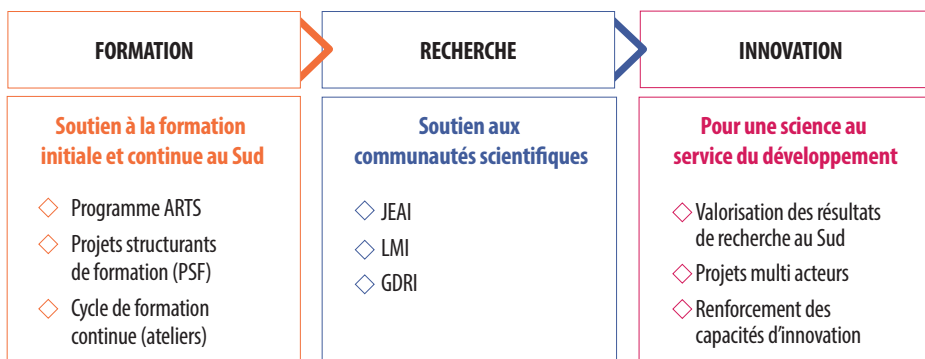 FORMATION
Soutien à la formation
initiale et continue au Sud
Programme ARTS
Projets structurants
de formation (PSF)
Cycle de formation
continue (ateliers)
RECHERCHE
Soutien aux
communautés scientifiques
JEAI
LMI
GDRI
INNOVATION
Pour une science au
service du développement
Valorisation des résultats
de recherche au Sud
Projets multi acteurs
Renforcement des
capacités d’innovation